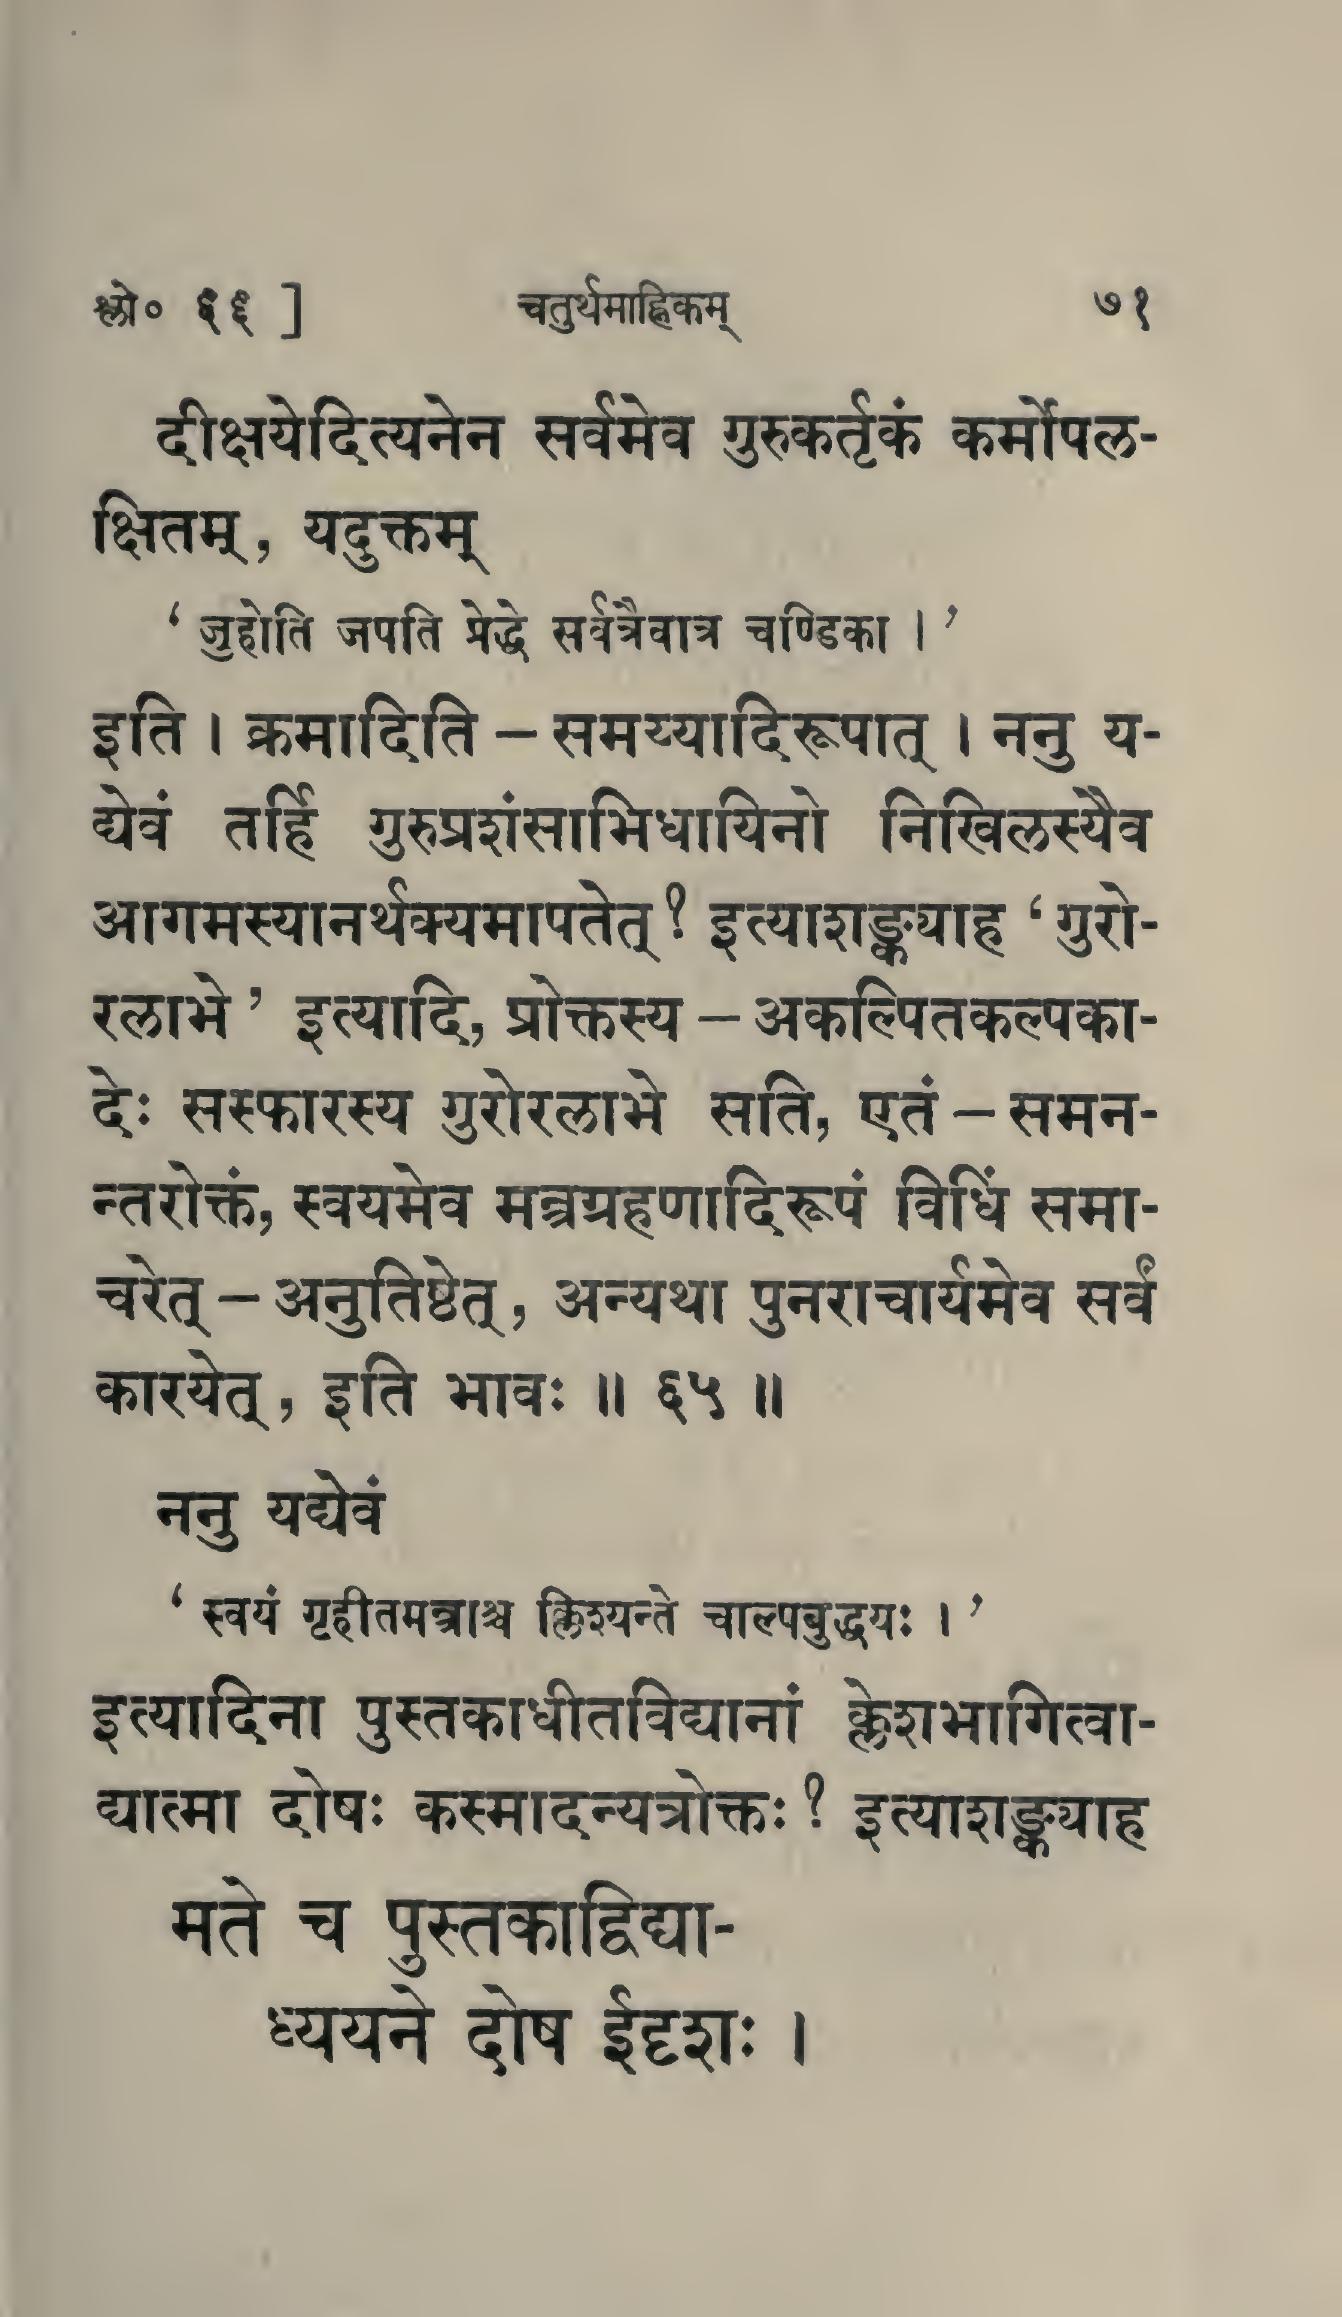 श्लो० ६६ ] चतुर्थमाह्निकम् ७१
दीक्षयेदित्यनेन सर्वमेव गुरुकर्तृकं कर्मोपल-
क्षितम्, यदुक्तम्
‘ जुहोति जपति प्रेद्धे सर्वत्रैवात्र चण्डिका । ’
इति । क्रमादिति – समय्यादिरूपात् । ननु य-
द्येवं तर्हि गुरुप्रशंसाभिधायिनो निखिलस्यैव
आगमस्यानर्थक्यमापतेत् ? इत्याशङ्क्याह ‘ गुरो-
रलाभे ’ इत्यादि, प्रोक्तस्य – अकल्पितकल्पका-
देः सस्फारस्य गुरोरलाभे सति, एतं – समन-
न्तरोक्तं, स्वयमेव मन्त्रग्रहणादिरूपं विधिं समा-
चरेत् – अनुतिष्ठेत्, अन्यथा पुनराचार्यमेव सर्वं
कारयेत्, इति भावः ॥ ६५ ॥
ननु यद्येवं
‘ स्वयं गृहीतमन्त्राश्च क्लिश्यन्ते चाल्पबुद्धयः । ’
इत्यादिना पुस्तकाधीतविद्यानां क्लेशभागित्वा-
द्यात्मा दोषः कस्मादन्यत्रोक्तः ? इत्याशङ्क्याह
मते च पुस्तकाद्विद्या-
ध्ययने दोष ईदृशः ।